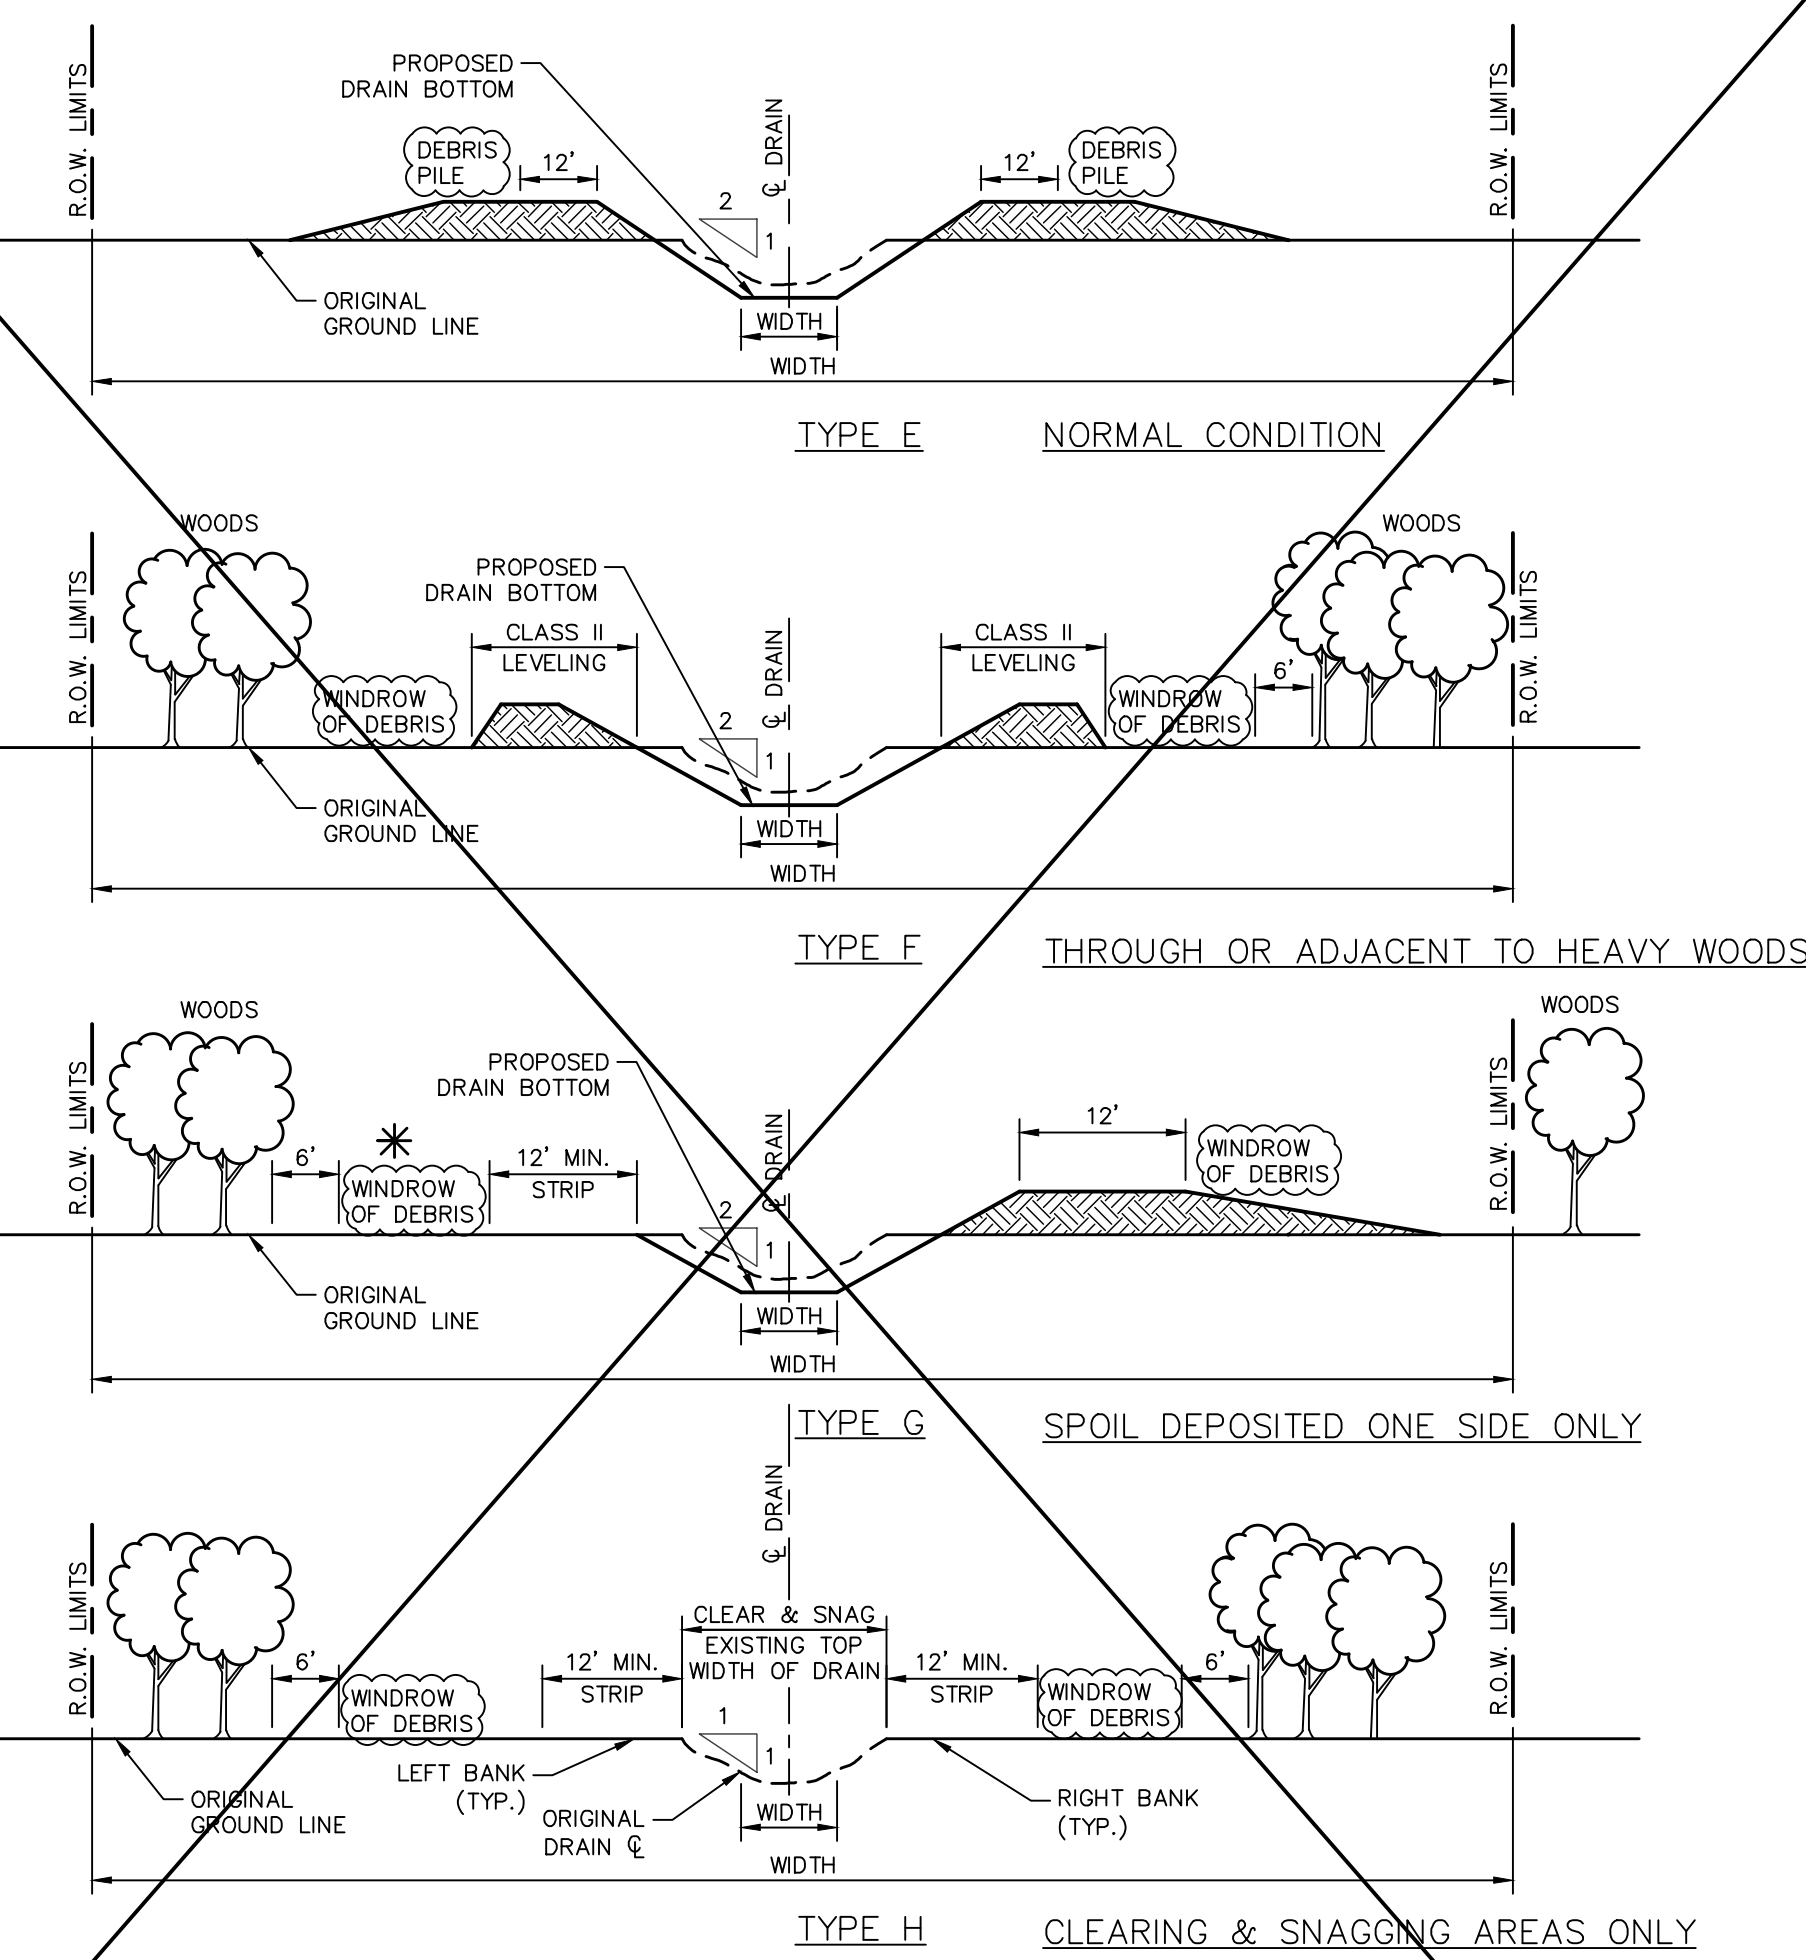 R.O.W. LIMITS
PROPOSED
DRAIN BOTTOM
℄ DRAIN
R.O.W. LIMITS
DEBRIS
PILE
12'
12'
DEBRIS
PILE
2
1
ORIGINAL
GROUND LINE
WIDTH
WIDTH
TYPE E
NORMAL CONDITION
WOODS
WOODS
R.O.W. LIMITS
PROPOSED
DRAIN BOTTOM
℄ DRAIN
R.O.W. LIMITS
CLASS II
LEVELING
CLASS II
LEVELING
WINDROW
OF DEBRIS
WINDROW
OF DEBRIS
6'
2
1
ORIGINAL
GROUND LINE
WIDTH
WIDTH
TYPE F
THROUGH OR ADJACENT TO HEAVY WOODS
WOODS
WOODS
R.O.W. LIMITS
PROPOSED
DRAIN BOTTOM
℄ DRAIN
R.O.W. LIMITS
6'
*
WINDROW
OF DEBRIS
12' MIN.
STRIP
12'
WINDROW
OF DEBRIS
2
1
ORIGINAL
GROUND LINE
WIDTH
WIDTH
TYPE G
SPOIL DEPOSITED ONE SIDE ONLY
R.O.W. LIMITS
℄ DRAIN
R.O.W. LIMITS
CLEAR & SNAG
EXISTING TOP
WIDTH OF DRAIN
6'
WINDROW
OF DEBRIS
12' MIN.
STRIP
12' MIN.
STRIP
WINDROW
OF DEBRIS
6'
1
1
LEFT BANK
(TYP.)
ORIGINAL
GROUND LINE
ORIGINAL
DRAIN ℄
RIGHT BANK
(TYP.)
WIDTH
WIDTH
TYPE H
CLEARING & SNAGGING AREAS ONLY